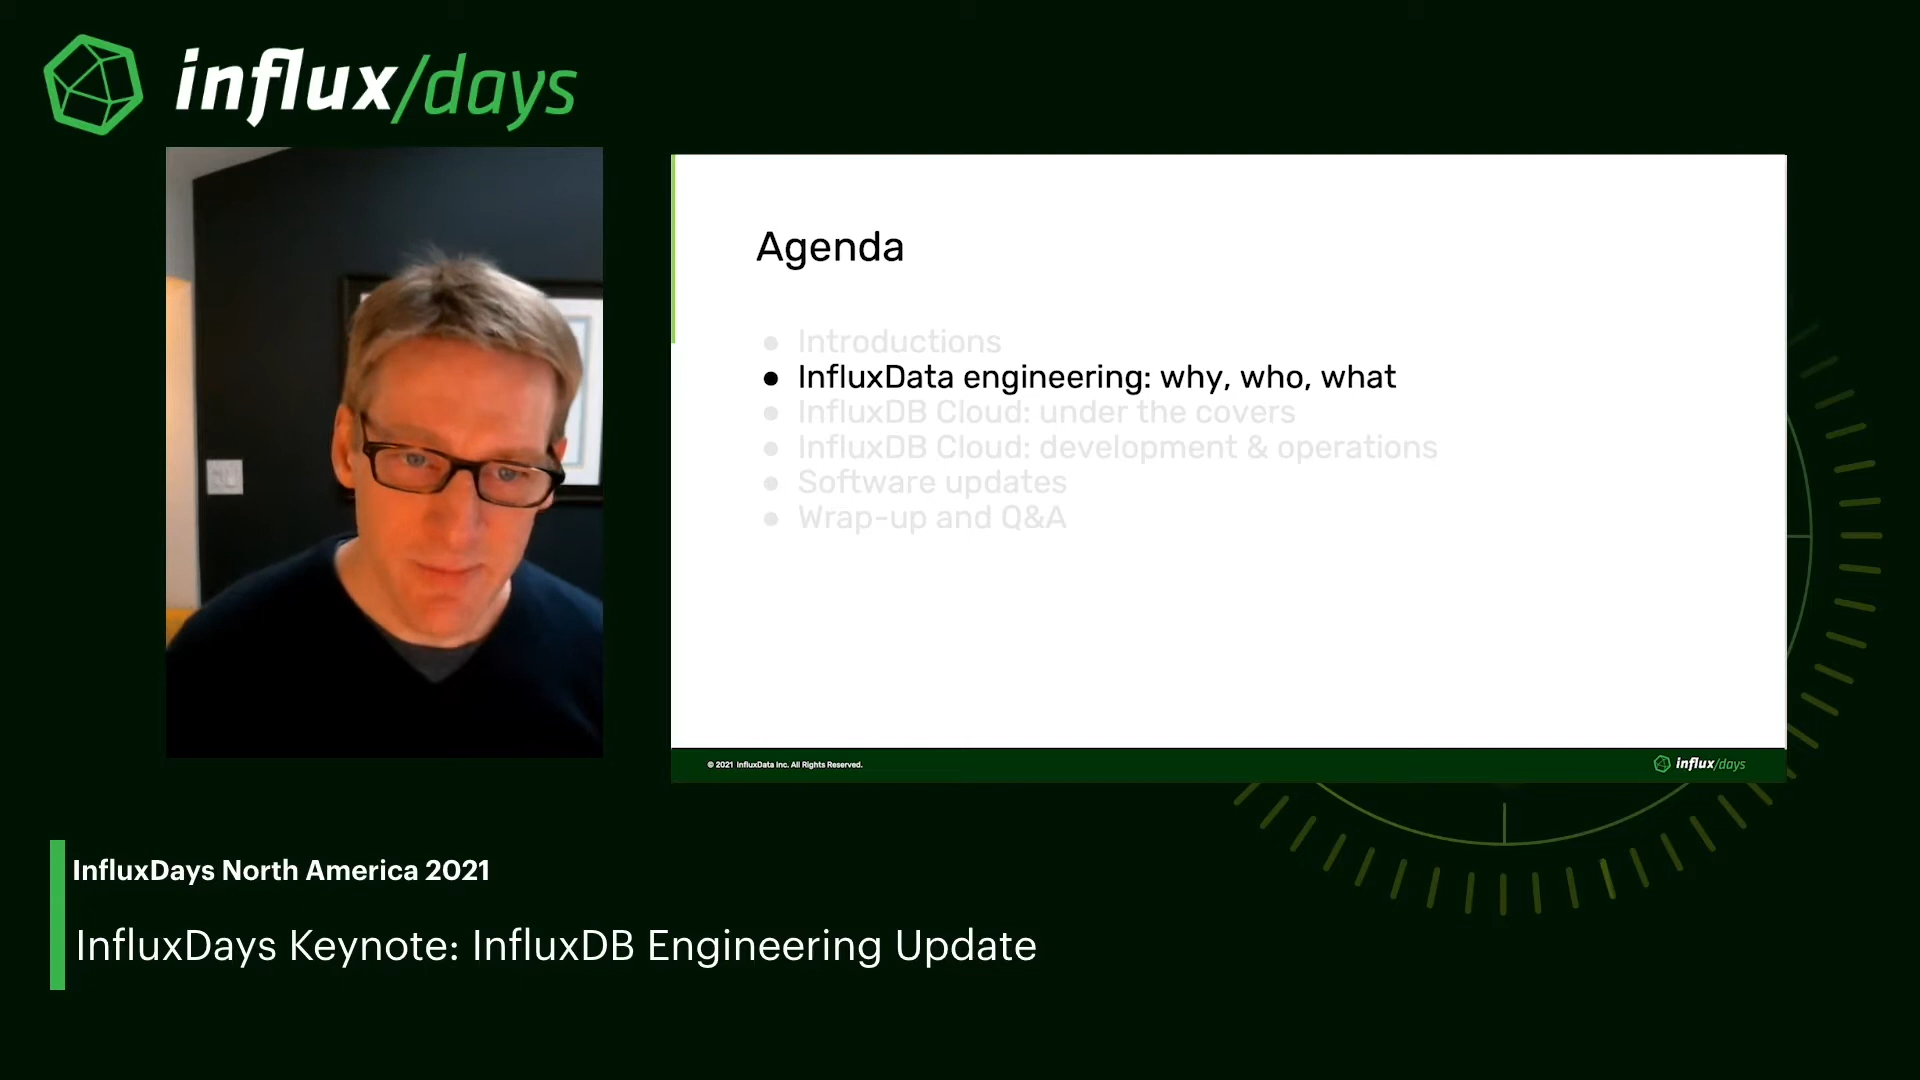 influx/days
Agenda
Introductions
InfluxData engineering: why, who, what
InfluxDB Cloud: under the covers
InfluxDB Cloud: development & operations
Software updates
Wrap-up and Q&A
© 2021 InfluxData Inc. All Rights Reserved.
influx/days
InfluxDays North America 2021
InfluxDays Keynote: InfluxDB Engineering Update